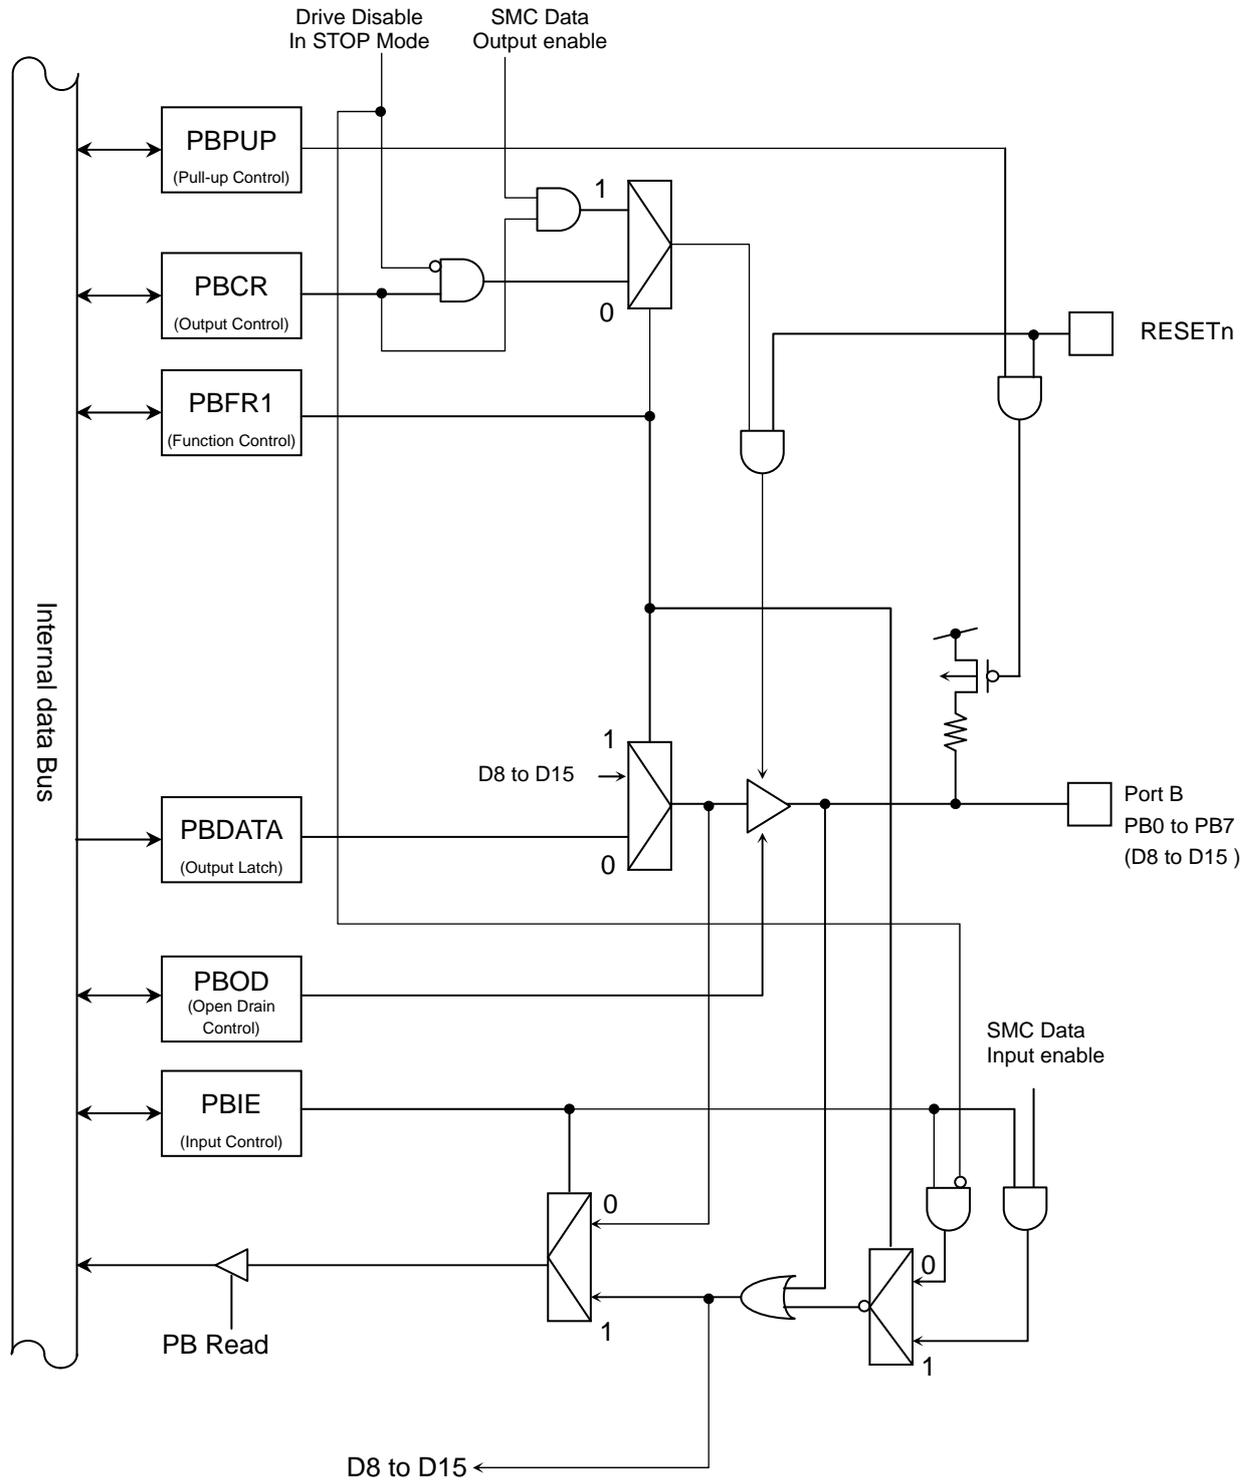 Drive Disable
In STOP Mode
SMC Data
Output enable
PBPUP
(Pull-up Control)
1
PBCR
(Output Control)
0
RESETn
PBFR1
(Function Control)
Internal data Bus
1
D8 to D15
Port B
PB0 to PB7
(D8 to D15 )
PBDATA
(Output Latch)
0
PBOD
(Open Drain
Control)
SMC Data
Input enable
PBIE
(Input Control)
0
0
1
1
PB Read
D8 to D15